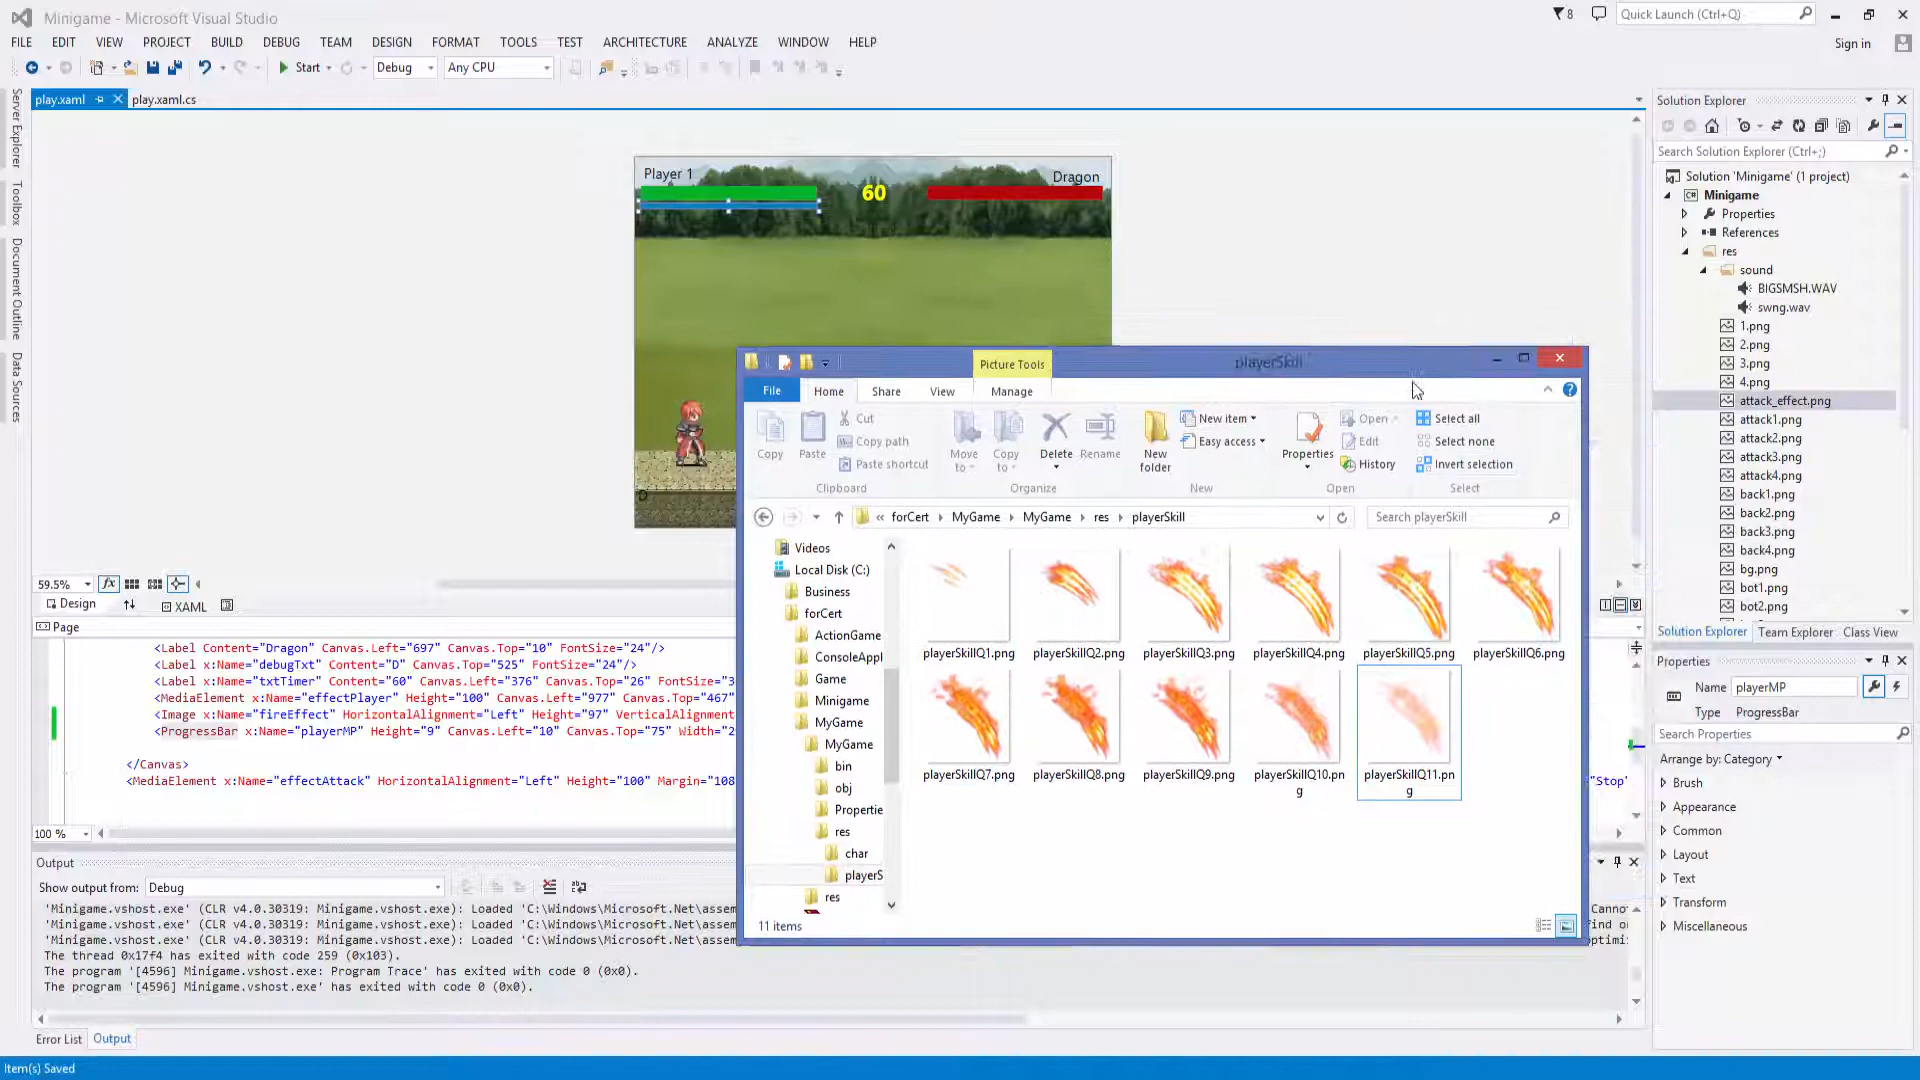 Minigame - Microsoft Visual Studio
8
Quick Launch (Ctrl+Q)
FILE EDIT VIEW PROJECT BUILD DEBUG TEAM DESIGN FORMAT TOOLS TEST ARCHITECTURE ANALYZE WINDOW HELP
Sign in
Start Debug Any CPU
play.xaml play.xaml.cs
Server Explorer
Toolbox
Document Outline
Data Sources
Player 1
60
Dragon
D
59.5%
Design
XAML
Page
<Label Content="Dragon" Canvas.Left="697" Canvas.Top="10" FontSize="24"/>
<Label x:Name="debugTxt" Content="D" Canvas.Top="525" FontSize="24"/>
<Label x:Name="txtTimer" Content="60" Canvas.Left="376" Canvas.Top="26" FontSize="3
<MediaElement x:Name="effectPlayer" Height="100" Canvas.Left="977" Canvas.Top="467"
<Image x:Name="fireEffect" HorizontalAlignment="Left" Height="97" VerticalAlignment
<ProgressBar x:Name="playerMP" Height="9" Canvas.Left="10" Canvas.Top="75" Width="2
</Canvas>
<MediaElement x:Name="effectAttack" HorizontalAlignment="Left" Height="100" Margin="108
"Stop'
100 %
Output
Show output from: Debug
'Minigame.vshost.exe' (CLR v4.0.30319: Minigame.vshost.exe): Loaded 'C:\Windows\Microsoft.Net\assem
Canno
'Minigame.vshost.exe' (CLR v4.0.30319: Minigame.vshost.exe): Loaded 'C:\Windows\Microsoft.Net\assem
'Minigame.vshost.exe' (CLR v4.0.30319: Minigame.vshost.exe): Loaded 'C:\Windows\Microsoft.Net\assem
The thread 0x17f4 has exited with code 259 (0x103).
The program '[4596] Minigame.vshost.exe: Program Trace' has exited with code 0 (0x0).
The program '[4596] Minigame.vshost.exe' has exited with code 0 (0x0).
Error List Output
Item(s) Saved
Picture Tools
playerSkill
File Home Share View Manage
Copy
Paste
Cut
Copy path
Paste shortcut
Clipboard
Move to
Copy to
Delete
Rename
Organize
New folder
New item
Easy access
New
Properties
Open
Edit
History
Open
Select all
Select none
Invert selection
Select
« forCert MyGame MyGame res playerSkill
Search playerSkill
Videos
Local Disk (C:)
Business
forCert
ActionGame
ConsoleAppl
Game
Minigame
MyGame
MyGame
bin
obj
Propertie
res
char
playerS
res
playerSkillQ1.png playerSkillQ2.png playerSkillQ3.png playerSkillQ4.png playerSkillQ5.png playerSkillQ6.png
playerSkillQ7.png playerSkillQ8.png playerSkillQ9.png playerSkillQ10.pn playerSkillQ11.pn
g g
11 items
Solution Explorer
Search Solution Explorer (Ctrl+;)
Solution 'Minigame' (1 project)
Minigame
Properties
References
res
sound
BIGSMSH.WAV
swng.wav
1.png
2.png
3.png
4.png
attack_effect.png
attack1.png
attack2.png
attack3.png
attack4.png
back1.png
back2.png
back3.png
back4.png
bg.png
bot1.png
bot2.png
Solution Explorer Team Explorer Class View
Properties
Name playerMP
Type ProgressBar
Search Properties
Arrange by: Category
Brush
Appearance
Common
Layout
Text
Transform
Miscellaneous